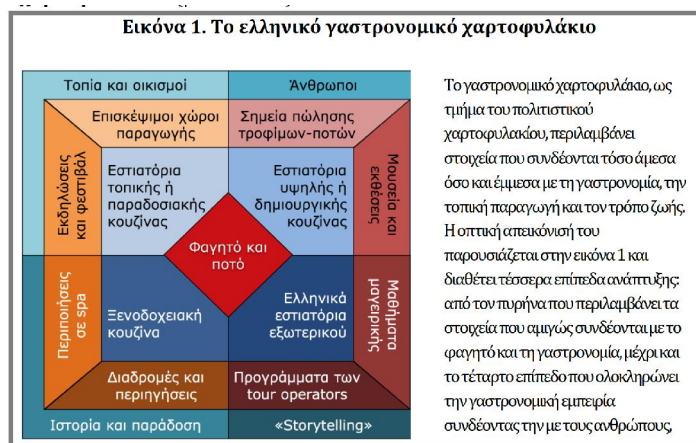 Εικόνα 1. Το ελληνικό γαστρονομικό χαρτοφυλάκιο
Τοπία και οικισμοί
Άνθρωποι
Επισκέψιμοι χώροι
παραγωγής
Σημεία πώλησης
τροφίμων-ποτών
Εκδηλώσεις
και φεστιβάλ
Εστιατόρια
τοπικής ή
παραδοσιακής
κουζίνας
Εστιατόρια
υψηλής ή
δημιουργικής
κουζίνας
Μουσεία και
εκθέσεις
Φαγητό και
ποτό
Περιποιήσεις
σε spa
Ξενοδοχειακή
κουζίνα
Ελληνικά
εστιατόρια
εξωτερικού
Μαθήματα
μαγειρικής
Διαδρομές και
περιηγήσεις
Προγράμματα των
tour operators
Ιστορία και παράδοση
«Storytelling»
Το γαστρονομικό χαρτοφυλάκιο, ως
τμήμα του πολιτιστικού
χαρτοφυλακίου, περιλαμβάνει
στοιχεία που συνδέονται τόσο άμεσα
όσο και έμμεσα με τη γαστρονομία, την
τοπική παραγωγή και τον τρόπο ζωής.
Η οπτική απεικόνισή του
παρουσιάζεται στην εικόνα 1 και
διαθέτει τέσσερα επίπεδα ανάπτυξης:
από τον πυρήνα που περιλαμβάνει τα
στοιχεία που αμιγώς συνδέονται με το
φαγητό και τη γαστρονομία, μέχρι και
το τέταρτο επίπεδο που ολοκληρώνει
την γαστρονομική εμπειρία
συνδέοντας την με τους ανθρώπους,